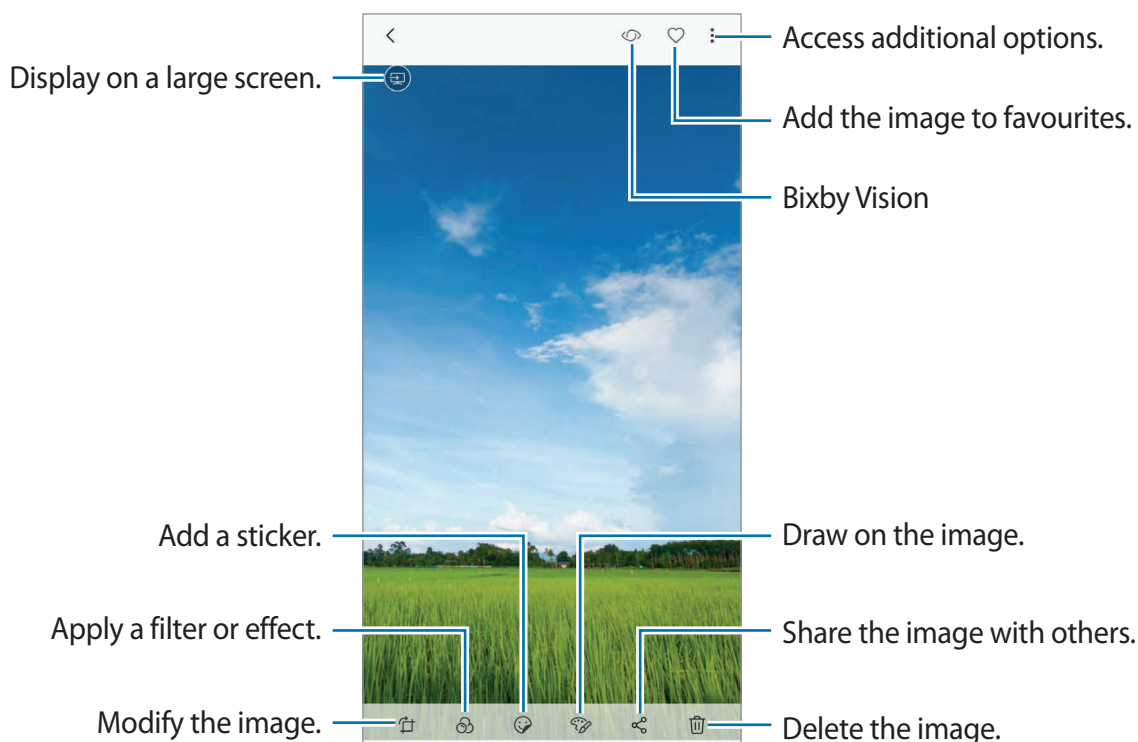 Access additional options.
Display on a large screen.
Add the image to favourites.
Bixby Vision
Add a sticker.
Draw on the image.
Apply a filter or effect.
Share the image with others.
Modify the image.
Delete the image.